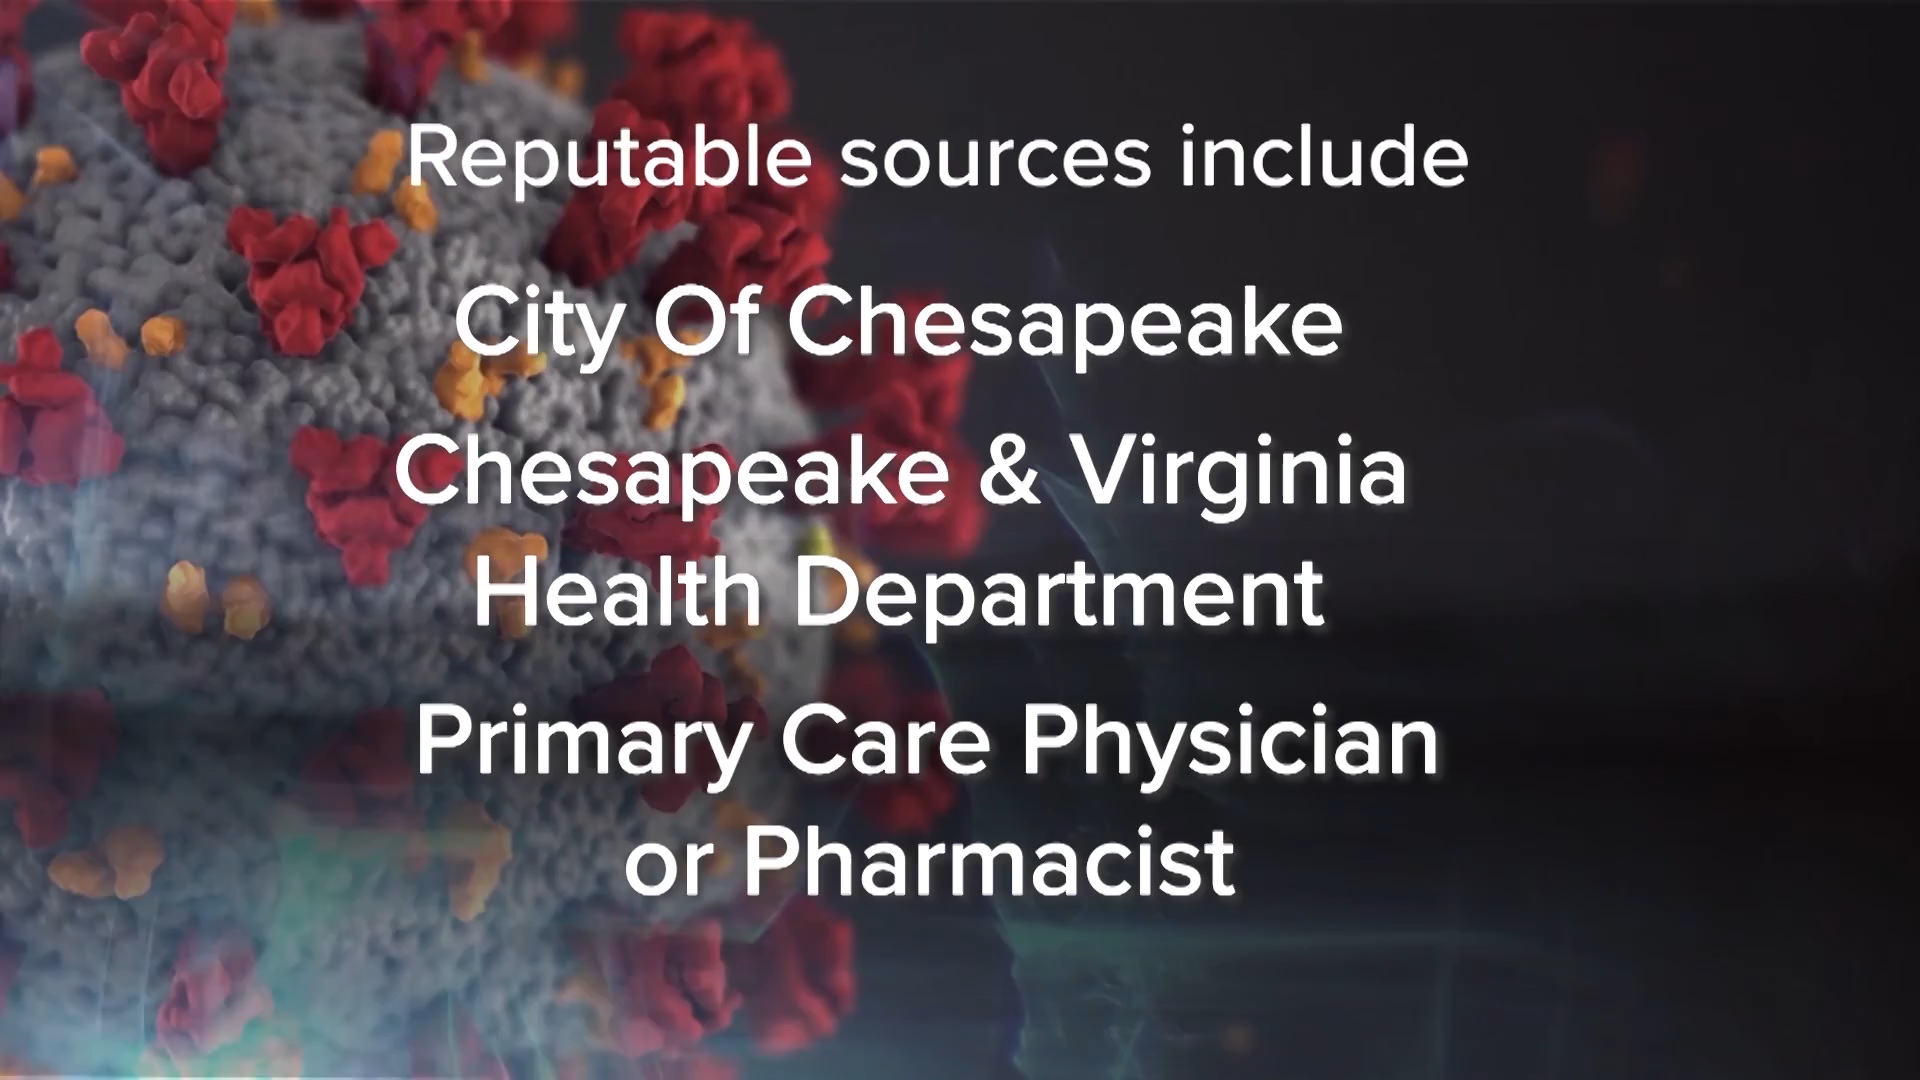 Reputable sources include
City Of Chesapeake
Chesapeake & Virginia
Health Department
Primary Care Physician
or Pharmacist